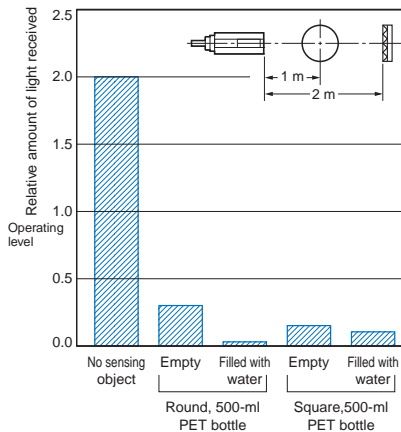 Relative amount of light received
2.5
2.0
1.5
1.0
Operating
level
0.5
0.0
1 m
2 m
No sensing
object
Empty
Filled with
water
Empty
Filled with
water
Round, 500-ml
PET bottle
Square,500-ml
PET bottle